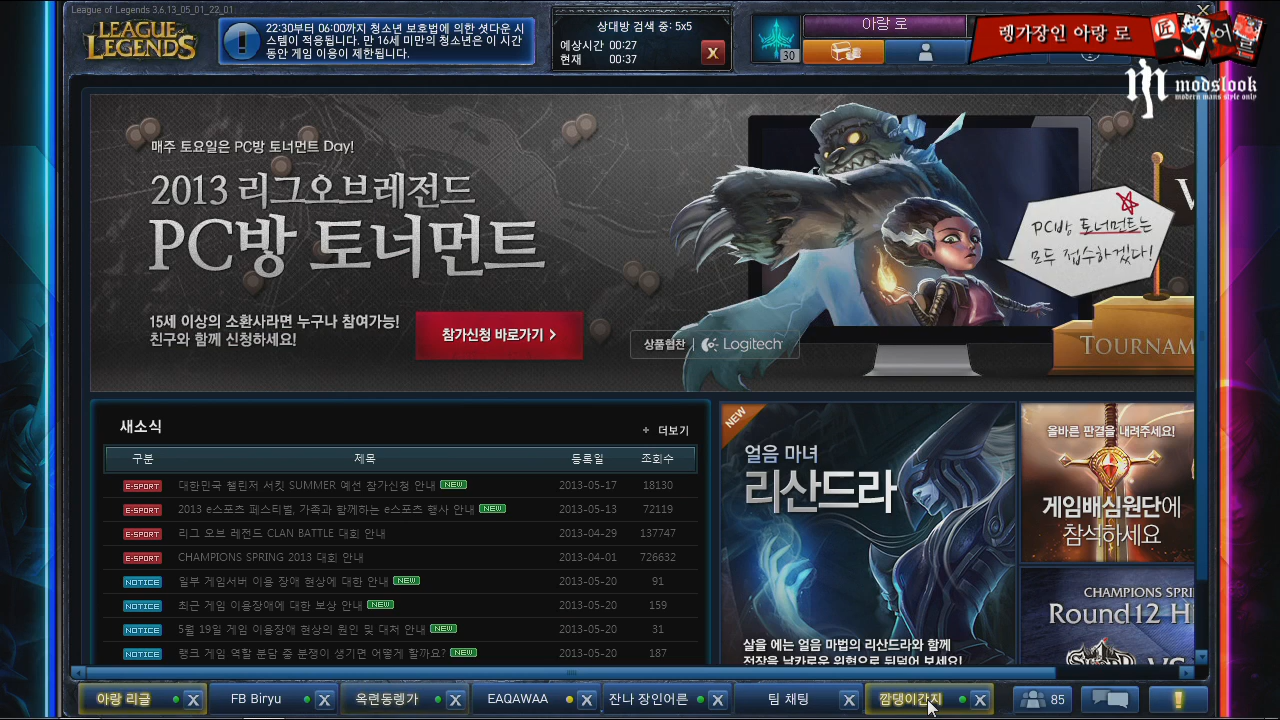 League of Legends 3.6.13_05_01_22_01
LEAGUE of LEGENDS
22:30부터 06:00까지 청소년 보호법에 의한 셧다운 시
스템이 적용됩니다. 만 16세 미만의 청소년은 이 시간
동안 게임 이용이 제한됩니다.
상대방 검색 중: 5x5
예상시간 00:27
현재 00:37
X
30
아랑 로
렝가장인 아랑 로
匠
어른
modslook
modern mans style only
매주 토요일은 PC방 토너먼트 Day!
2013 리그오브레전드
PC방 토너먼트
15세 이상의 소환사라면 누구나 참여가능!
친구와 함께 신청하세요!
참가신청 바로가기 >
상품협찬 | Logitech
PC방 토너먼트는
모두 접수하겠다!
TOURNAM
새소식
+ 더보기
구분 제목 등록일 조회수
E-SPORT 대한민국 챌린저 서킷 SUMMER 예선 참가신청 안내 NEW 2013-05-17 18130
E-SPORT 2013 e스포츠 페스티벌, 가족과 함께하는 e스포츠 행사 안내 NEW 2013-05-13 72119
E-SPORT 리그 오브 레전드 CLAN BATTLE 대회 안내 2013-04-29 137747
E-SPORT CHAMPIONS SPRING 2013 대회 안내 2013-04-01 726632
NOTICE 일부 게임서버 이용 장애 현상에 대한 안내 NEW 2013-05-20 91
NOTICE 최근 게임 이용장애에 대한 보상 안내 NEW 2013-05-20 159
NOTICE 5월 19일 게임 이용장애 현상의 원인 및 대처 안내 NEW 2013-05-20 31
NOTICE 랭크 게임 역할 분담 중 분쟁이 생기면 어떻게 할까요? NEW 2013-05-20 187
NEW
얼음 마녀
리산드라
살을 에는 얼음 마법의 리산드라와 함께
전장을 날카로운 위협으로 뒤덮어 보세요!
올바른 판결을 내려주세요!
게임배심원단에
참석하세요
CHAMPIONS SPRI
Round12 H
VS
아랑 리글 X
FB Biryu X
옥련동렝가 X
EAQAWAA X
잔나 장인어른 X
팀 채팅 X
깜댕이간지 X
85